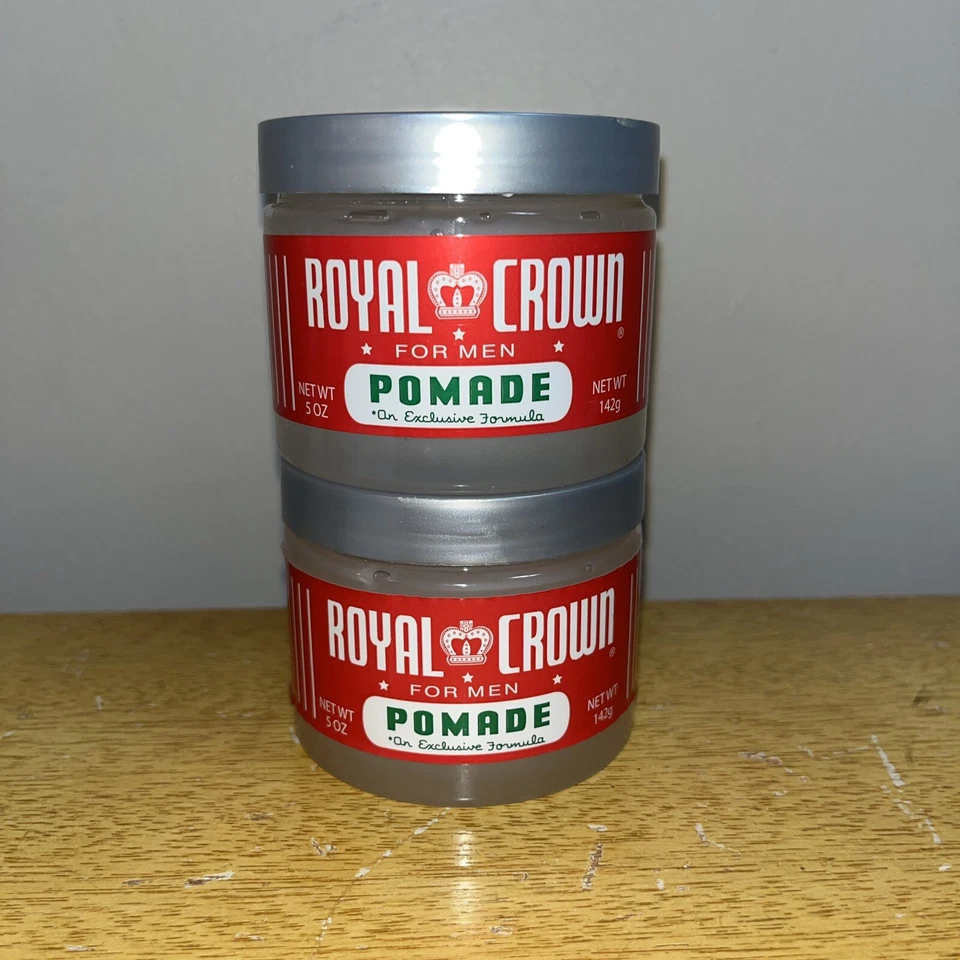 ROYAL CROWN®
FOR MEN
NET WT
5 OZ
POMADE
*An Exclusive Formula
NET WT
142g
ROYAL CROWN®
FOR MEN
NET WT
5 OZ
POMADE
*An Exclusive Formula
NET WT
142g